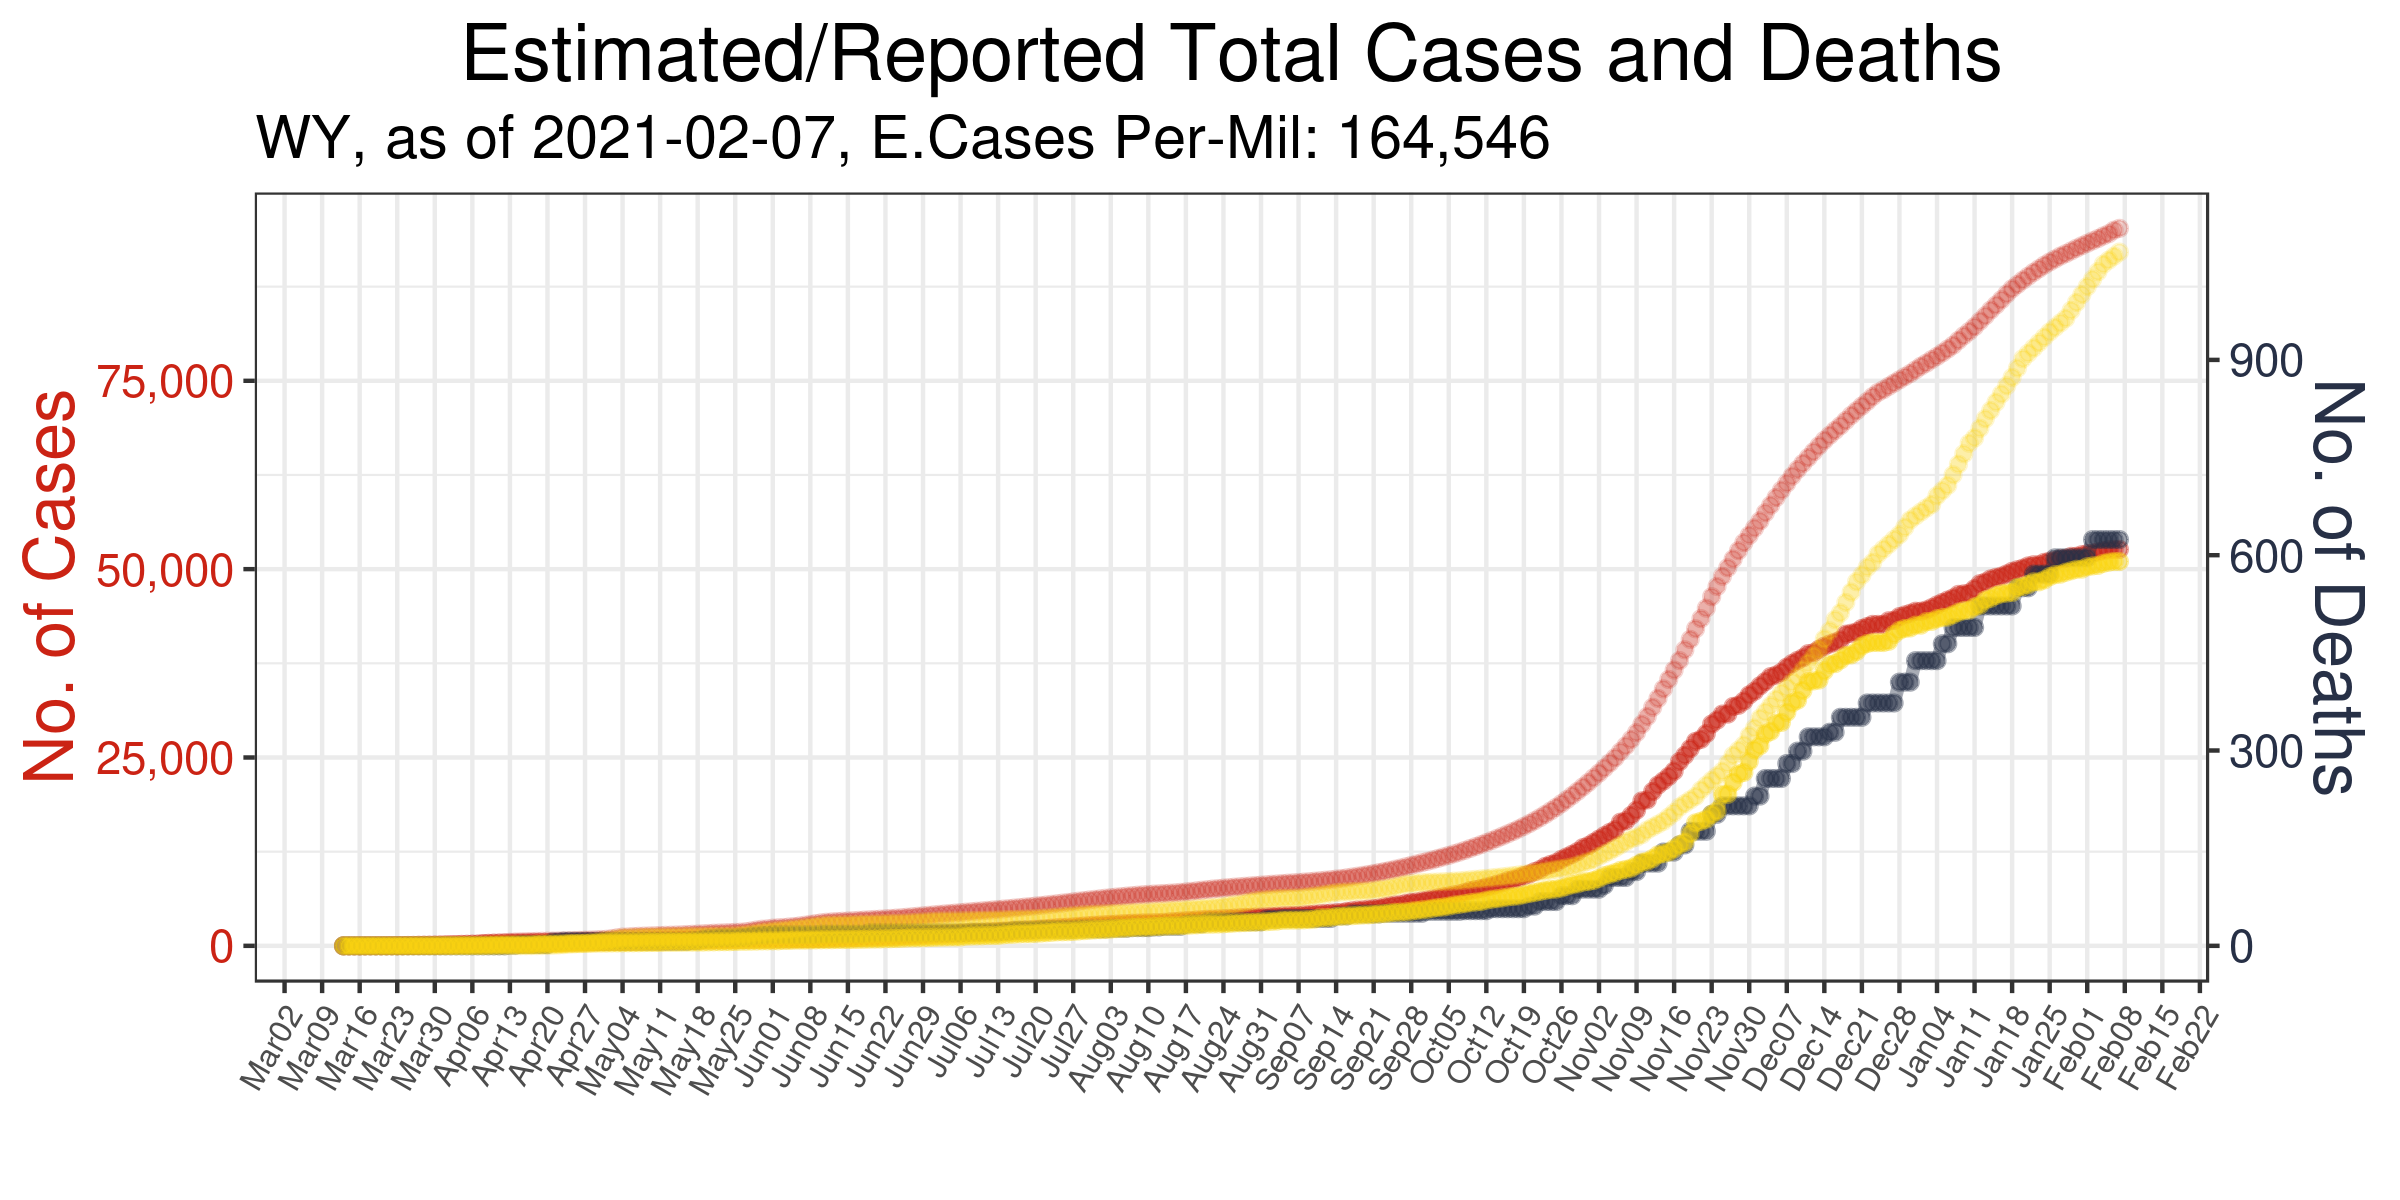 Estimated/Reported Total Cases and Deaths
WY, as of 2021-02-07, E.Cases Per-Mil: 164,546
No. of Cases
75,000
50,000
25,000
0
900
600
300
0
No. of Deaths
Mar02
Mar09
Mar16
Mar23
Mar30
Apr06
Apr13
Apr20
Apr27
May04
May11
May18
May25
Jun01
Jun08
Jun15
Jun22
Jun29
Jul06
Jul13
Jul20
Jul27
Aug03
Aug10
Aug17
Aug24
Aug31
Sep07
Sep14
Sep21
Sep28
Oct05
Oct12
Oct19
Oct26
Nov02
Nov09
Nov16
Nov23
Nov30
Dec07
Dec14
Dec21
Dec28
Jan04
Jan11
Jan18
Jan25
Feb01
Feb08
Feb15
Feb22